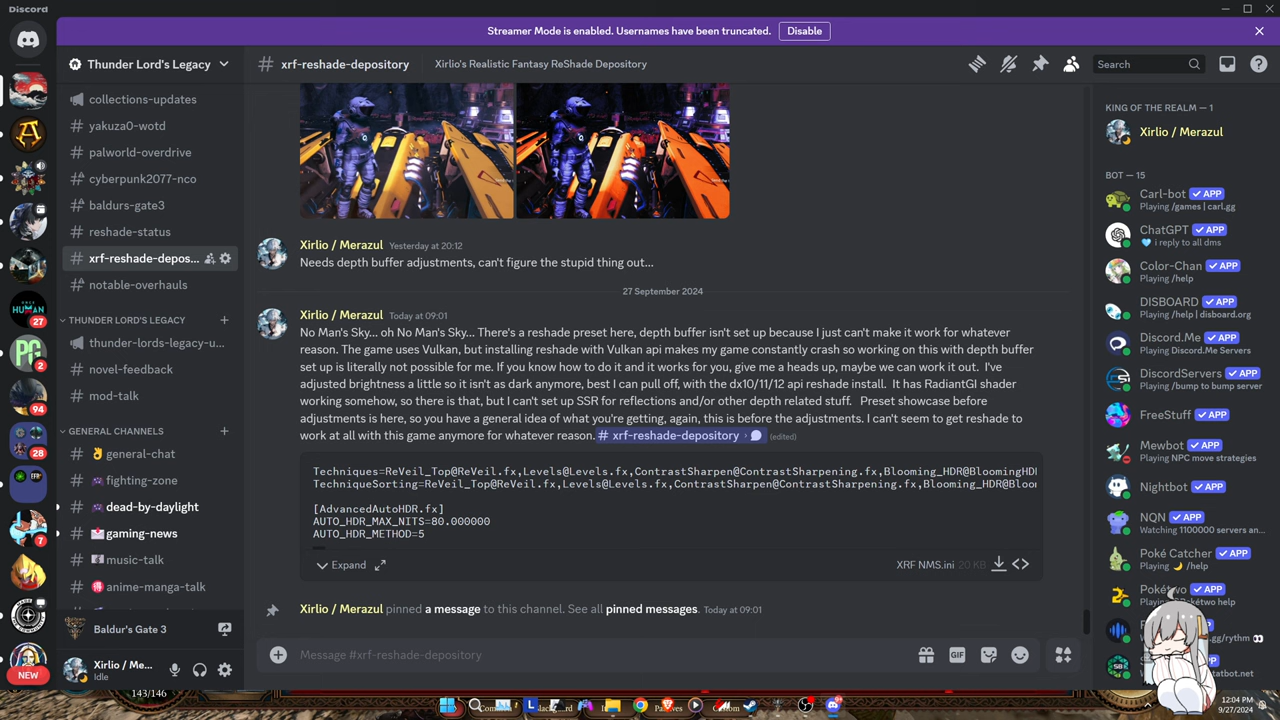 Discord
Streamer Mode is enabled. Usernames have been truncated.
Disable
Thunder Lord's Legacy
xrf-reshade-depository
Xirlio's Realistic Fantasy ReShade Depository
Search
collections-updates
yakuza0-wotd
palworld-overdrive
cyberpunk2077-nco
baldurs-gate3
reshade-status
xrf-reshade-depos...
notable-overhauls
THUNDER LORD'S LEGACY
thunder-lords-legacy-u...
novel-feedback
mod-talk
GENERAL CHANNELS
general-chat
fighting-zone
dead-by-daylight
gaming-news
music-talk
anime-manga-talk
27
2
94
28
7
NEW
Baldur's Gate 3
Xirlio / Me...
Idle
Xirlio / Merazul Yesterday at 20:12
Needs depth buffer adjustments, can't figure the stupid thing out...
27 September 2024
Xirlio / Merazul Today at 09:01
No Man's Sky... oh No Man's Sky... There's a reshade preset here, depth buffer isn't set up because I just can't make it work for whatever
reason. The game uses Vulkan, but installing reshade with Vulkan api makes my game constantly crash so working on this with depth buffer
set up is literally not possible for me. If you know how to do it and it works for you, give me a heads up, maybe we can work it out. I've
adjusted brightness a little so it isn't as dark anymore, best I can pull off, with the dx10/11/12 api reshade install. It has RadiantGI shader
working somehow, so there is that, but I can't set up SSR for reflections and/or other depth related stuff. Preset showcase before
adjustments is here, so you have a general idea of what you're getting, again, this is before the adjustments. I can't seem to get reshade to
work at all with this game anymore for whatever reason. # xrf-reshade-depository › (edited)
Techniques=ReVeil_Top@ReVeil.fx,Levels@Levels.fx,ContrastSharpen@ContrastSharpening.fx,Blooming_HDR@BloomingHD
TechniqueSorting=ReVeil_Top@ReVeil.fx,Levels@Levels.fx,ContrastSharpen@ContrastSharpening.fx,Blooming_HDR@Bloo
[AdvancedAutoHDR.fx]
AUTO_HDR_MAX_NITS=80.000000
AUTO_HDR_METHOD=5
Expand
XRF NMS.ini 20 KB
Xirlio / Merazul pinned a message to this channel. See all pinned messages. Today at 09:01
Message #xrf-reshade-depository
GIF
KING OF THE REALM — 1
Xirlio / Merazul
BOT — 15
Carl-bot ✓ APP
Playing /games | carl.gg
ChatGPT ✓ APP
i reply to all dms
Color-Chan ✓ APP
Playing /help
DISBOARD ✓ APP
Playing /help | disboard.org
Discord.Me ✓ APP
Playing Discord.Me Servers
DiscordServers ✓ APP
Playing /bump to bump server
FreeStuff ✓ APP
Mewbot ✓ APP
Playing NPC move strategies
Nightbot ✓ APP
NQN ✓ APP
Watching 1100000 servers an...
Poké Catcher ✓ APP
Playing /help
Pokétwo ✓ APP
help
.gg/rythm
APP
tatbot.net
143/146
12:04 PM
9/27/2024